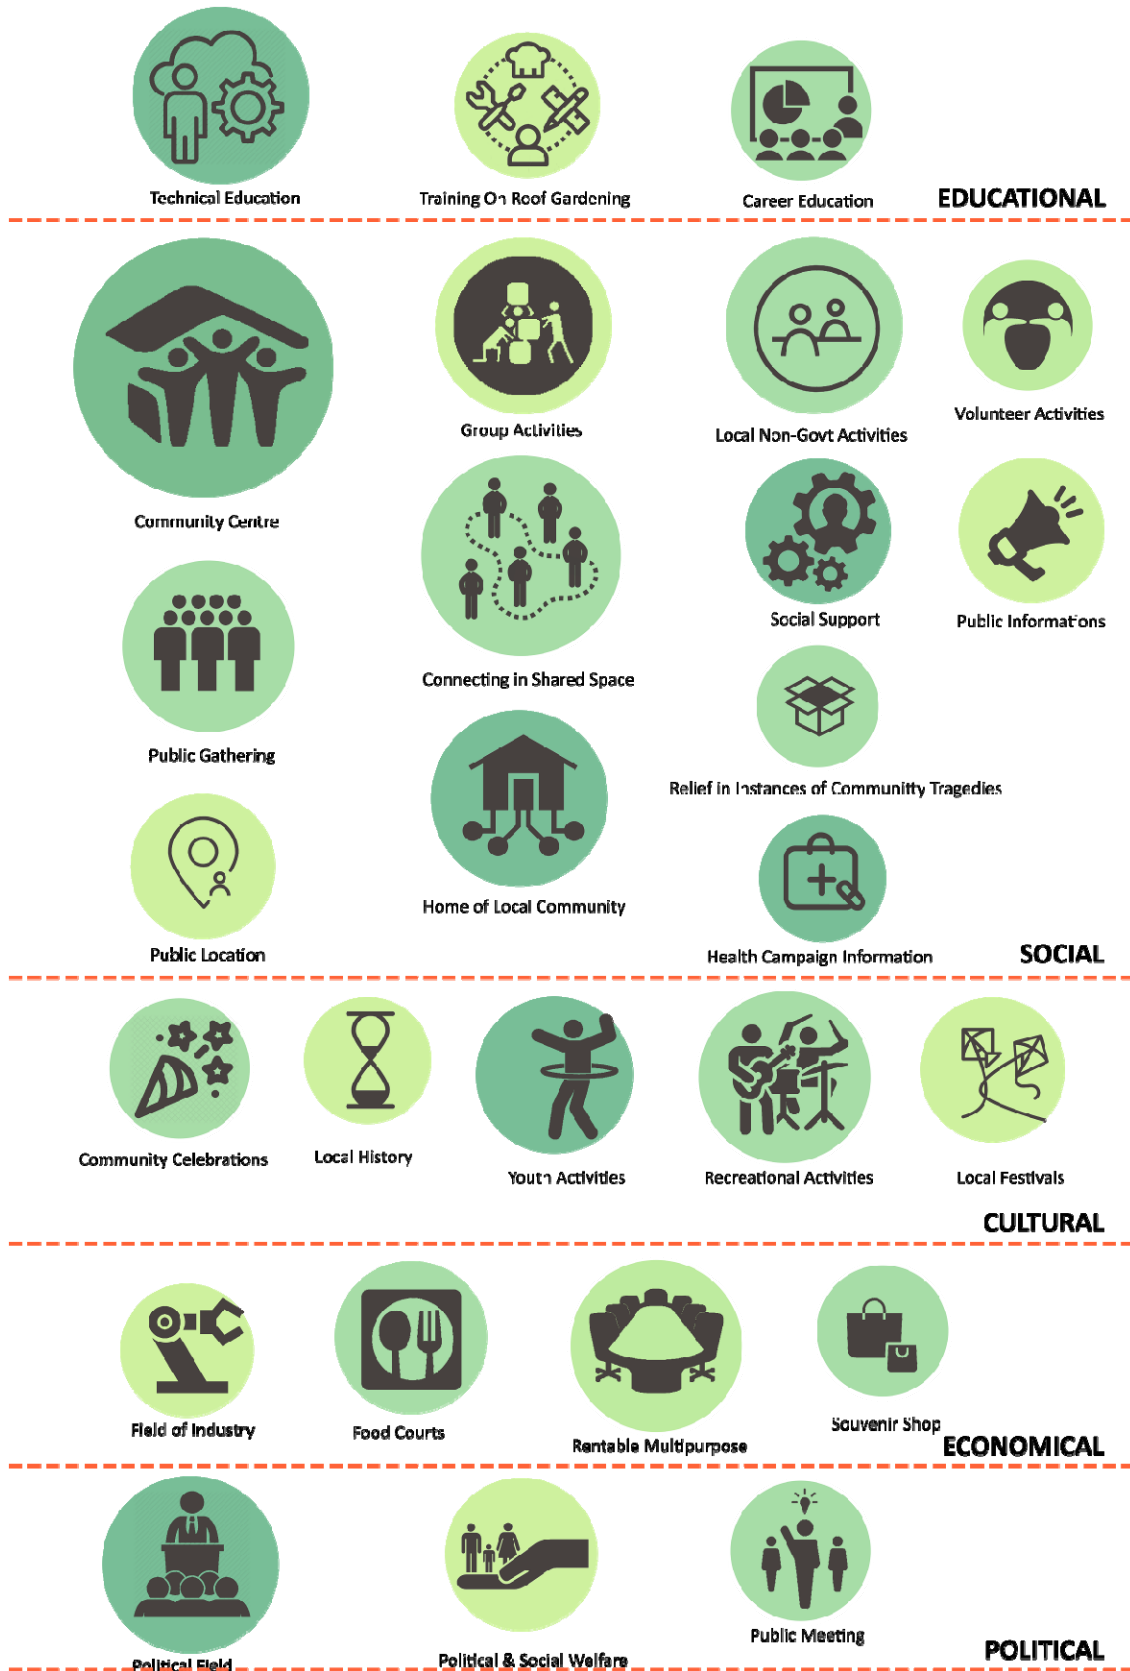 Technical Education
Training On Roof Gardening
Career Education
EDUCATIONAL
Community Centre
Group Activities
Local Non-Govt Activities
Volunteer Activities
Public Gathering
Connecting in Shared Space
Social Support
Public Informations
Relief in Instances of Communitty Tragedies
Public Location
Home of Local Community
Health Campaign Information
SOCIAL
Community Celebrations
Local History
Youth Activities
Recreational Activities
Local Festivals
CULTURAL
Field of Industry
Food Courts
Rentable Multipurpose
Souvenir Shop
ECONOMICAL
Political Field
Political & Social Welfare
Public Meeting
POLITICAL